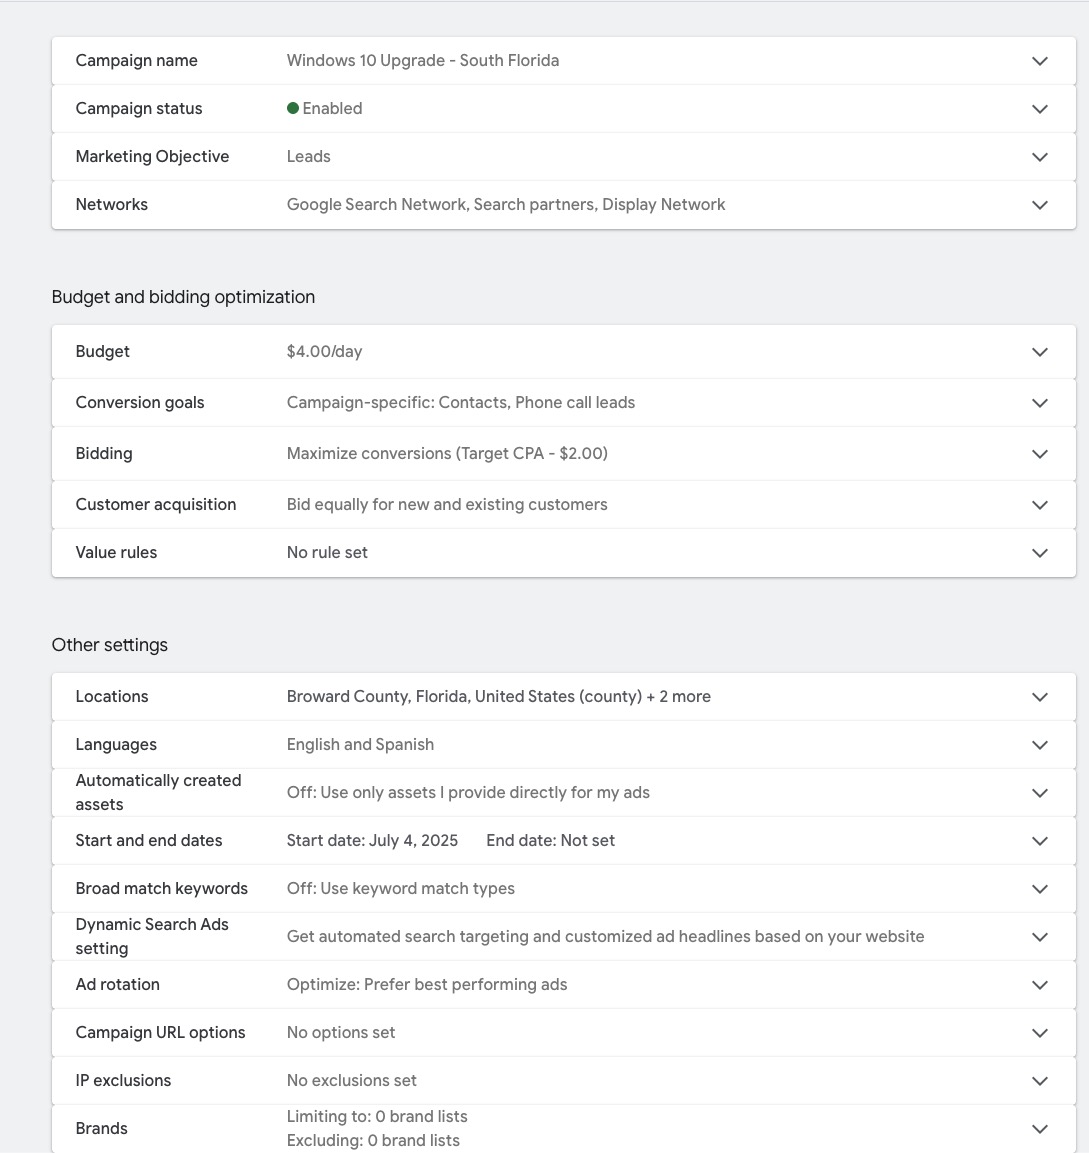 Campaign name Windows 10 Upgrade - South Florida
Campaign status Enabled
Marketing Objective Leads
Networks Google Search Network, Search partners, Display Network
Budget and bidding optimization
Budget $4.00/day
Conversion goals Campaign-specific: Contacts, Phone call leads
Bidding Maximize conversions (Target CPA - $2.00)
Customer acquisition Bid equally for new and existing customers
Value rules No rule set
Other settings
Locations Broward County, Florida, United States (county) + 2 more
Languages English and Spanish
Automatically created
assets
Off: Use only assets I provide directly for my ads
Start and end dates Start date: July 4, 2025 End date: Not set
Broad match keywords Off: Use keyword match types
Dynamic Search Ads
setting
Get automated search targeting and customized ad headlines based on your website
Ad rotation Optimize: Prefer best performing ads
Campaign URL options No options set
IP exclusions No exclusions set
Brands
Limiting to: 0 brand lists
Excluding: 0 brand lists